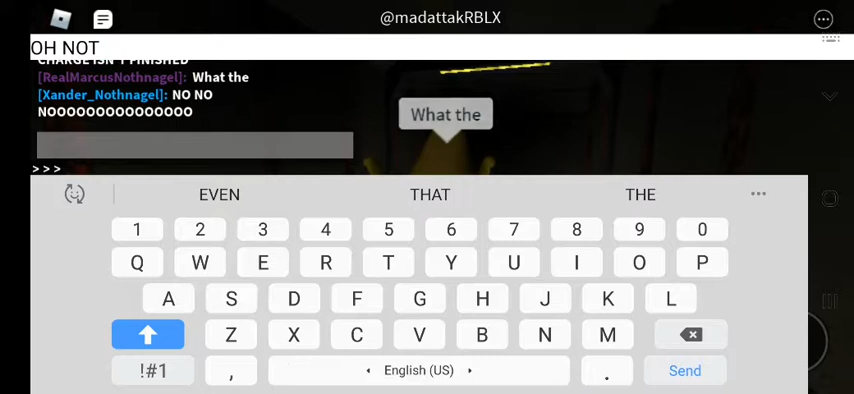 @madattakRBLX
OH NOT
CHARGE ISN'T FINISHED
[RealMarcusNothnagel]: What the
[Xander_Nothnagel]: NO NO
NOOOOOOOOOOOOOOO
What the
> > >
EVEN THAT THE
1 2 3 4 5 6 7 8 9 0
Q W E R T Y U I O P
A S D F G H J K L
Z X C V B N M
!#1 , English (US) . Send